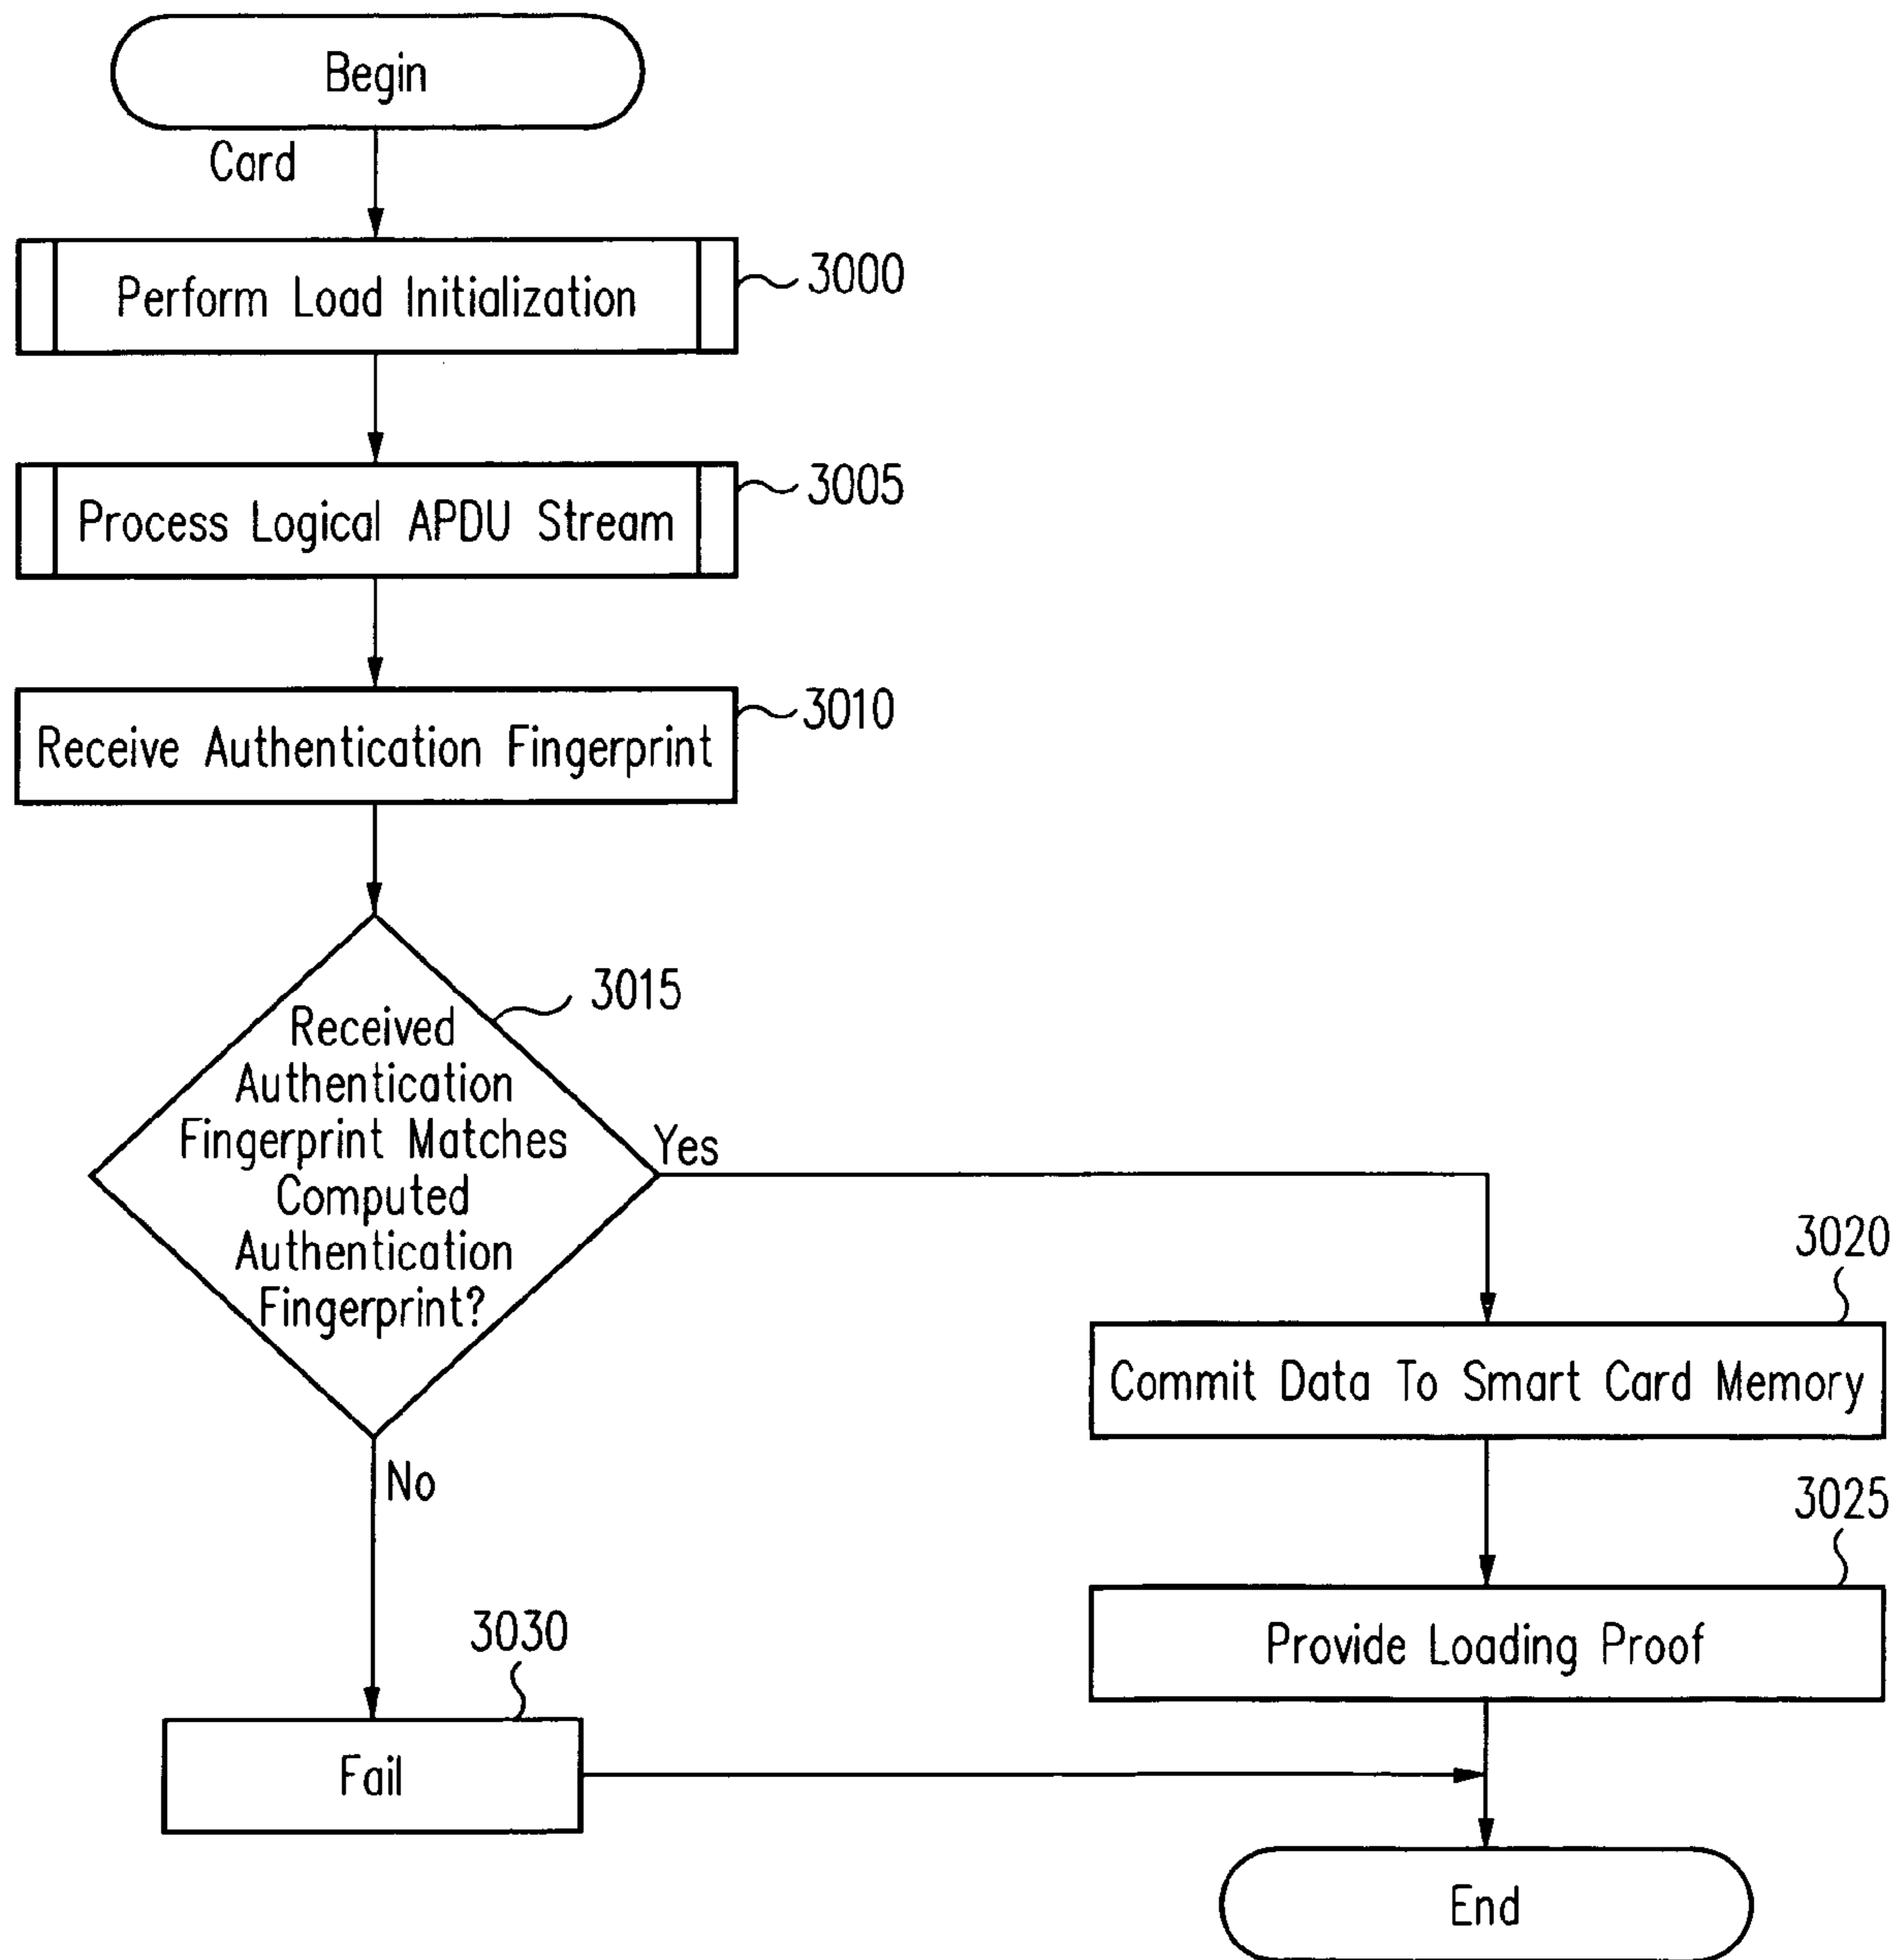 Begin
Card
Perform Load Initialization
3000
Process Logical APDU Stream
3005
Receive Authentication Fingerprint
3010
3015
Received
Authentication
Fingerprint Matches
Computed
Authentication
Fingerprint?
Yes
No
3020
Commit Data To Smart Card Memory
3025
Provide Loading Proof
3030
Fail
End